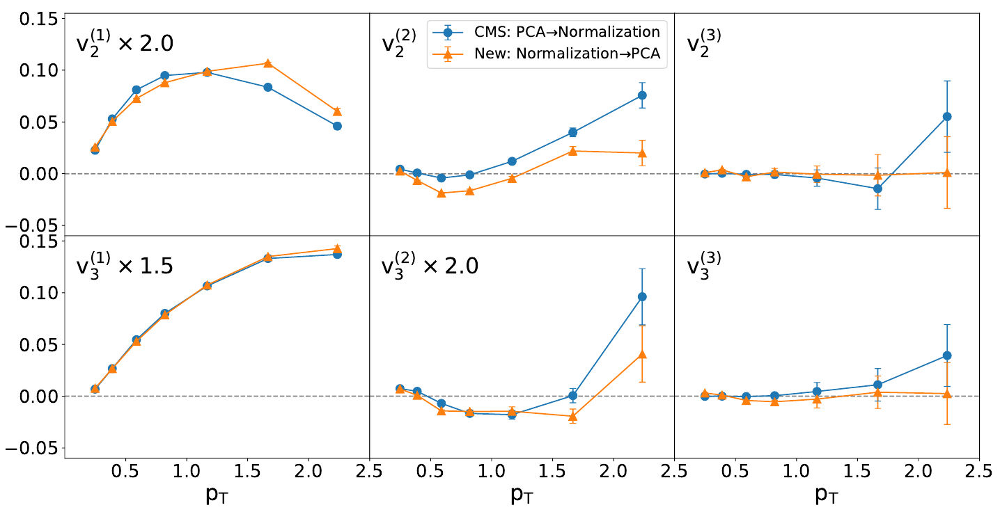 0.15
0.10
0.05
0.00
−0.05
v₂⁽¹⁾ × 2.0
v₂⁽²⁾
CMS: PCA→Normalization
New: Normalization→PCA
v₂⁽³⁾
0.15
0.10
0.05
0.00
−0.05
v₃⁽¹⁾ × 1.5
v₃⁽²⁾ × 2.0
v₃⁽³⁾
0.5 1.0 1.5 2.0 2.5 0.5 1.0 1.5 2.0 2.5 0.5 1.0 1.5 2.0 2.5
p_T p_T p_T